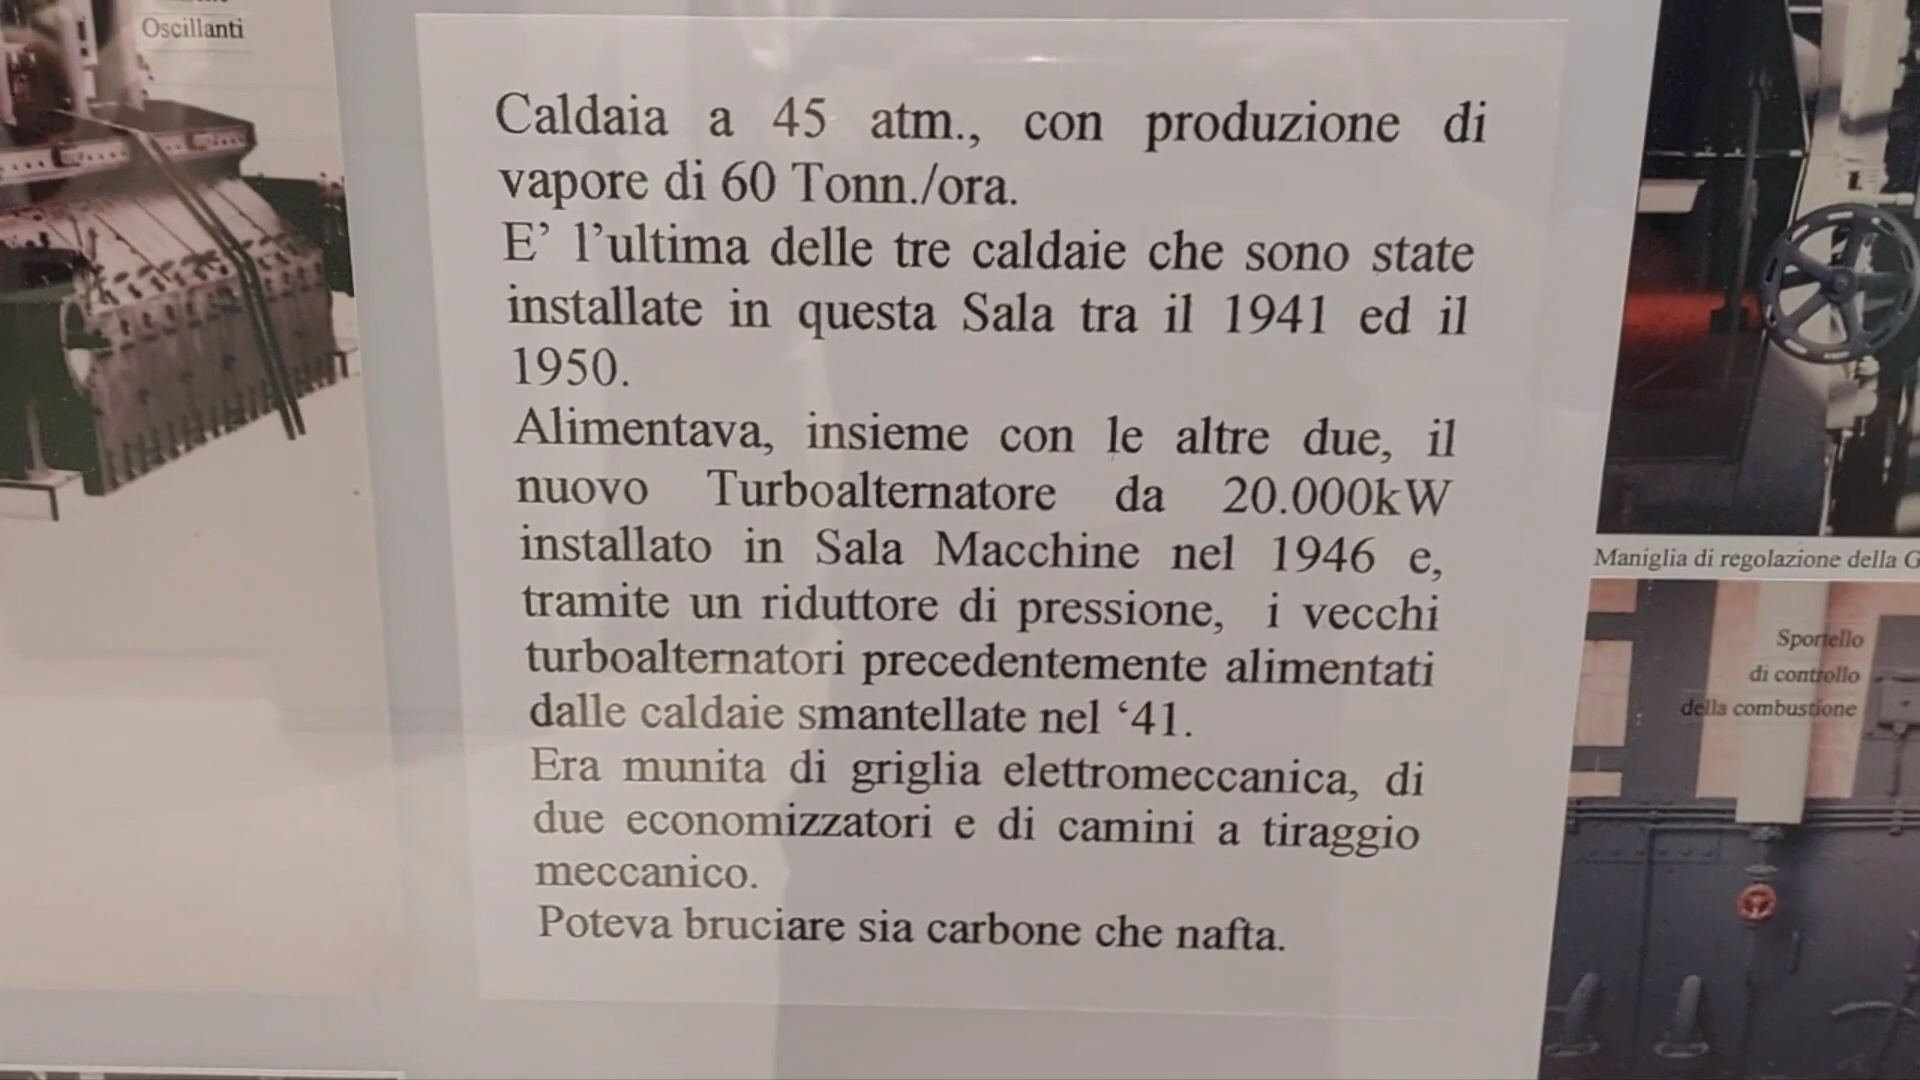 Oscillanti
Caldaia a 45 atm., con produzione di
vapore di 60 Tonn./ora.
E’ l’ultima delle tre caldaie che sono state
installate in questa Sala tra il 1941 ed il
1950.
Alimentava, insieme con le altre due, il
nuovo Turboalternatore da 20.000kW
installato in Sala Macchine nel 1946 e,
tramite un riduttore di pressione, i vecchi
turboalternatori precedentemente alimentati
dalle caldaie smantellate nel ‘41.
Era munita di griglia elettromeccanica, di
due economizzatori e di camini a tiraggio
meccanico.
Poteva bruciare sia carbone che nafta.
Maniglia di regolazione della G
Sportello
di controllo
della combustione